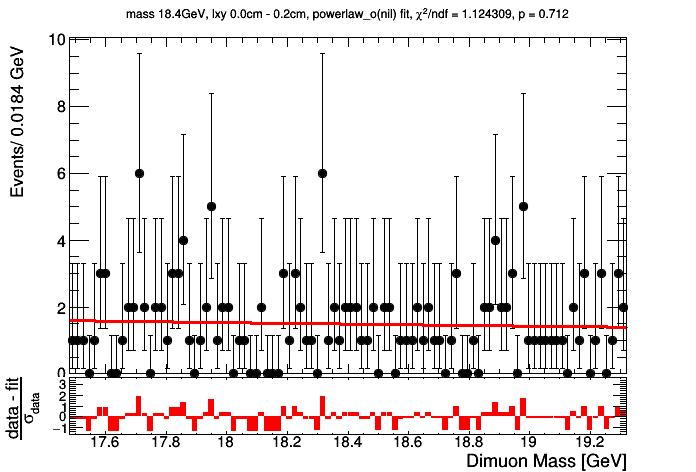 mass 18.4GeV, lxy 0.0cm - 0.2cm, powerlaw_o(nil) fit, χ²/ndf = 1.124309, p = 0.712
Events/ 0.0184 GeV
10
8
6
4
2
0
data - fit
σdata
3
2
1
0
−1
17.6 17.8 18 18.2 18.4 18.6 18.8 19 19.2
Dimuon Mass [GeV]